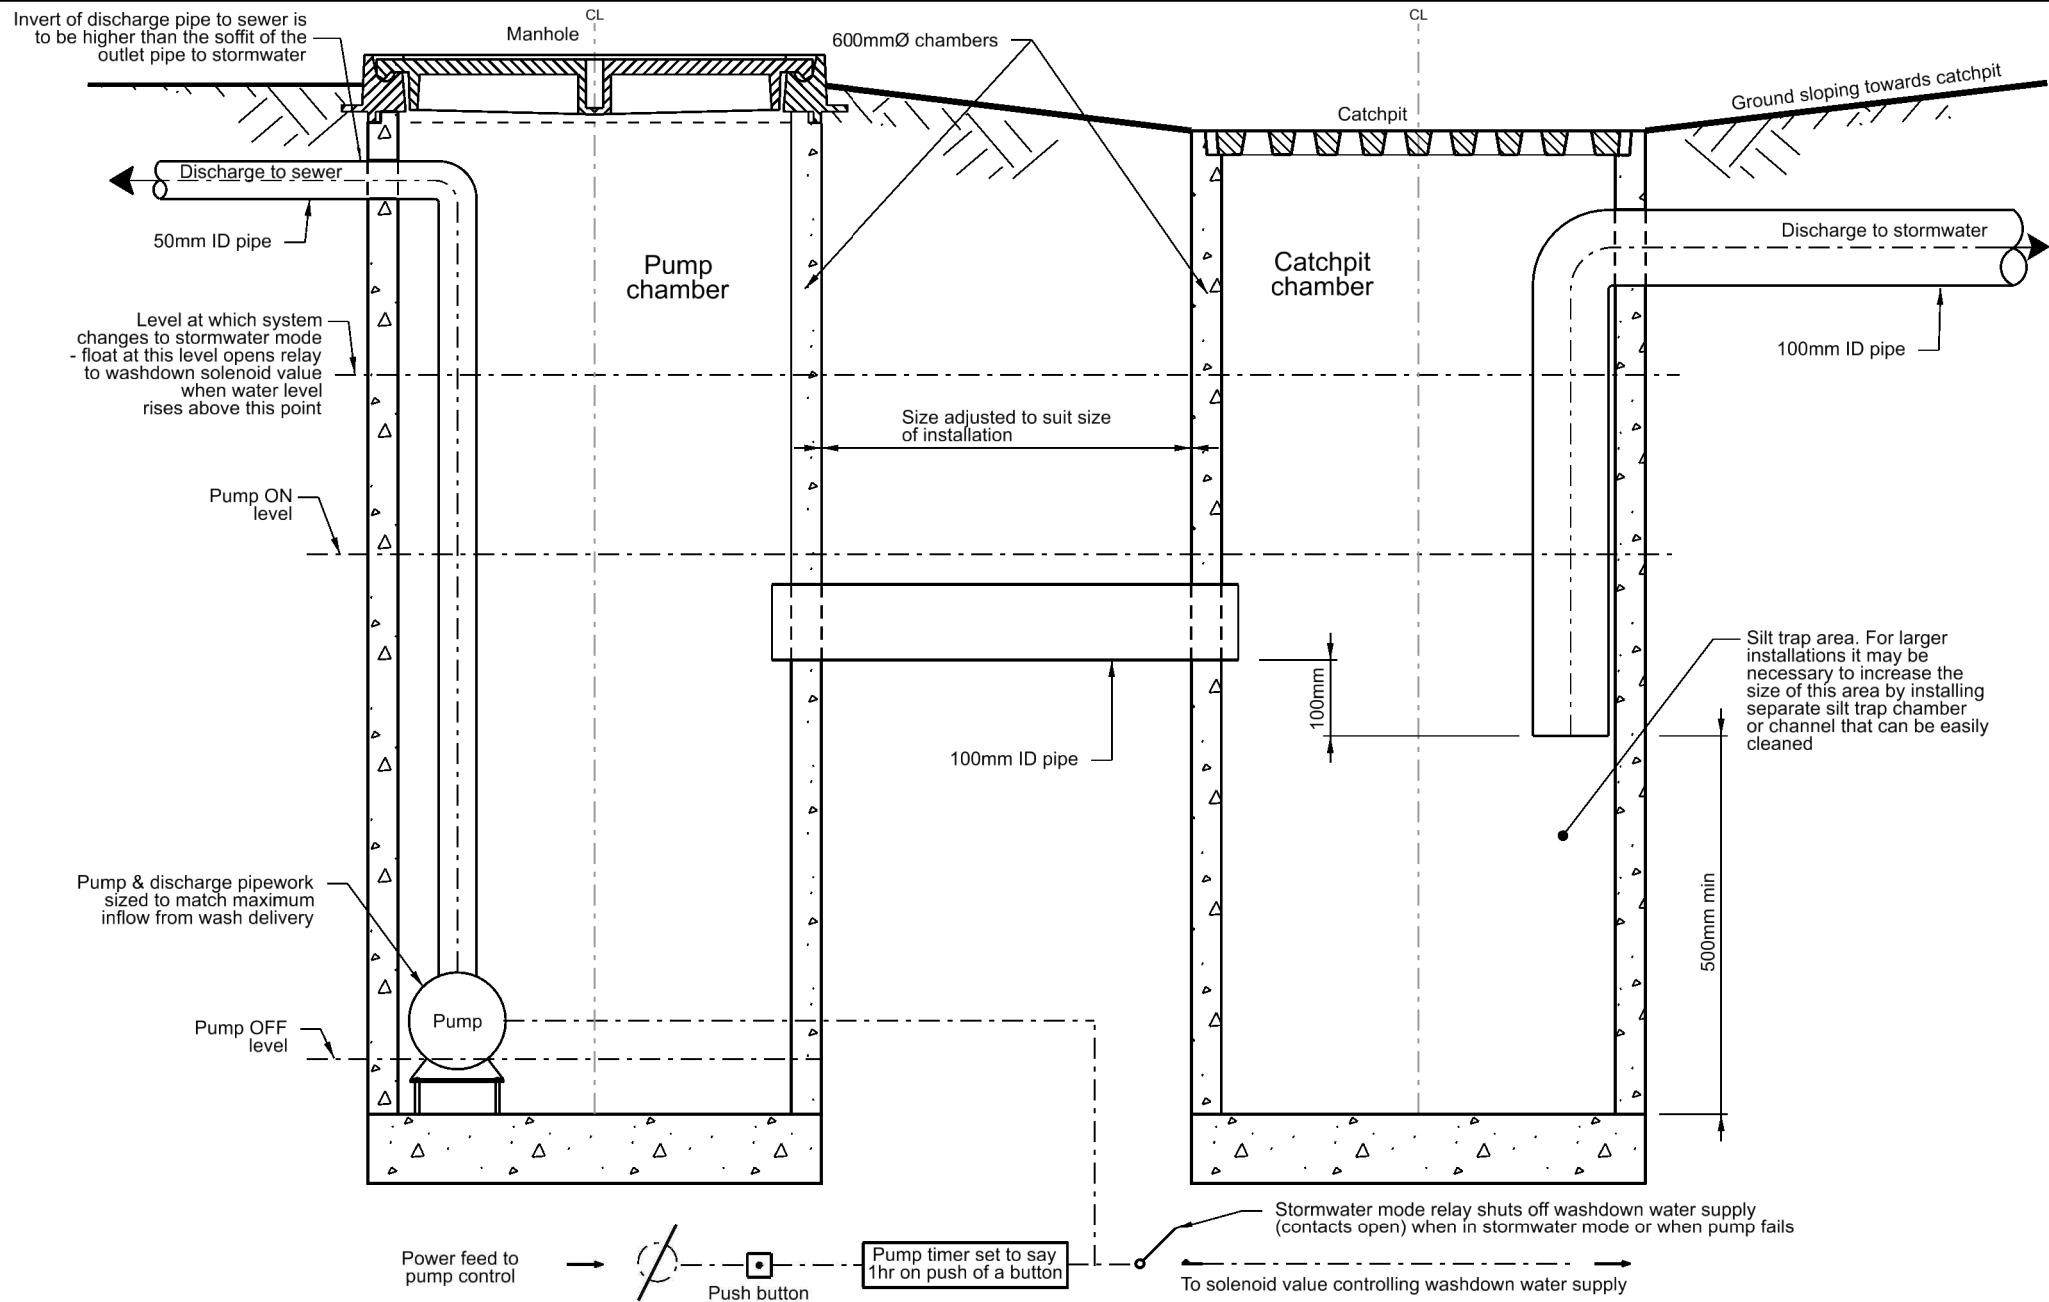 CL
CL
Invert of discharge pipe to sewer is
to be higher than the soffit of the
outlet pipe to stormwater
Manhole
600mmØ chambers
Catchpit
Ground sloping towards catchpit
Discharge to sewer
50mm ID pipe
Pump
chamber
Catchpit
chamber
Discharge to stormwater
100mm ID pipe
Level at which system
changes to stormwater mode
- float at this level opens relay
to washdown solenoid value
when water level
rises above this point
Size adjusted to suit size
of installation
Pump ON
level
100mm
100mm ID pipe
Silt trap area. For larger
installations it may be
necessary to increase the
size of this area by installing
separate silt trap chamber
or channel that can be easily
cleaned
500mm min
Pump & discharge pipework
sized to match maximum
inflow from wash delivery
Pump
Pump OFF
level
Stormwater mode relay shuts off washdown water supply
(contacts open) when in stormwater mode or when pump fails
Power feed to
pump control
Push button
Pump timer set to say
1hr on push of a button
To solenoid value controlling washdown water supply